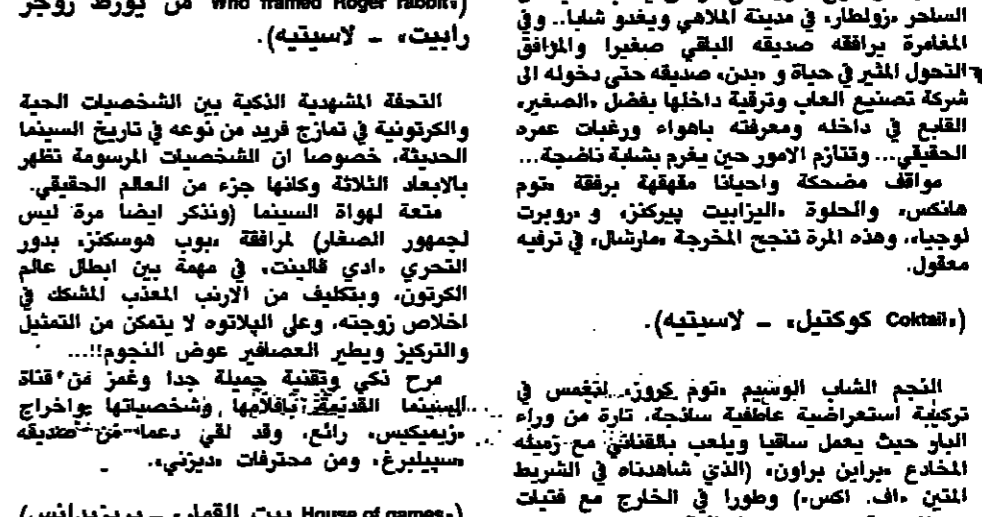 الساحر «زولطار» في مدينة الملاهي ويغدو شابا.. وفي
المغامرة يرافقه صديقه الباقي صغيرا والمرافق
التحول المثير في حياة و «بدن» صديقه حتى دخوله الى
شركة تصنيع العاب وترقية داخلها بفضل «الصغير»
القابع في داخله ومعرفته باهواء ورغبات عمره
الحقيقي... وتتازم الامور حين يغرم بشابة ناضجة...
مواقف مضحكة واحيانا مقهقهة برفقة «توم
هانكس» والحلوة «اليزابيت بيركنز» و «روبرت
لوجيا». وهذه المرة تنجح المخرجة «مارشال» في ترفيه
معقول.
(«Coktail» كوكتيل» ـ لاسيتيه).
النجم الشاب الوسيم «توم كروز» ينغمس في
تركيبة استعراضية عاطفية ساذجة، تارة من وراء
البار حيث يعمل ساقيا ويلعب بالقناني مع زميله
المخادع «براين براون» (الذي شاهدناه في الشريط
المتين «اف. اكس») وطورا في الخارج مع فتيات
(«Who framed Roger rabbit من يورط روجر
رابيت» ـ لاسيتيه).
التحفة المشهدية الذكية بين الشخصيات الحية
والكرتونية في تمازج فريد من نوعه في تاريخ السينما
الحديثة، خصوصا ان الشخصيات المرسومة تظهر
بالابعاد الثلاثة وكانها جزء من العالم الحقيقي.
متعة لهواة السينما (ونذكر ايضا مرة ليس
لجمهور الصغار) لمرافقة «بوب هوسكنز» بدور
التحري «ادي فالينت» في مهمة بين ابطال عالم
الكرتون، وبتكليف من الارنب المعذب المشكك في
اخلاص زوجته، وعلى البلاتوه لا يتمكن من التمثيل
والتركيز ويطير العصافير عوض النجوم!!...
مرح ذكي وتقنية جميلة جدا وغمز من قناة
السينما القديمة بافلامها وشخصياتها واخراج
«زيميكيس» رائع، وقد لقي دعما من صديقه
«سبيلبرغ» ومن محترفات «ديزني».
(«House of games بيت القمار» ـ بريزيدانس)